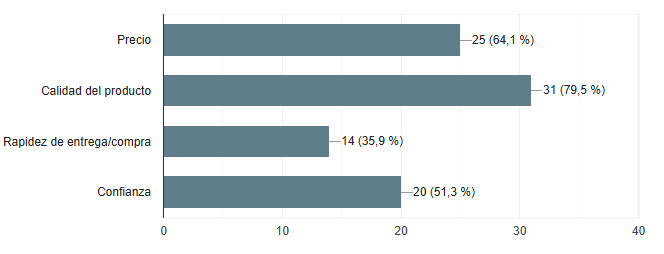 Precio 25 (64,1 %)
Calidad del producto 31 (79,5 %)
Rapidez de entrega/compra 14 (35,9 %)
Confianza 20 (51,3 %)
0 10 20 30 40